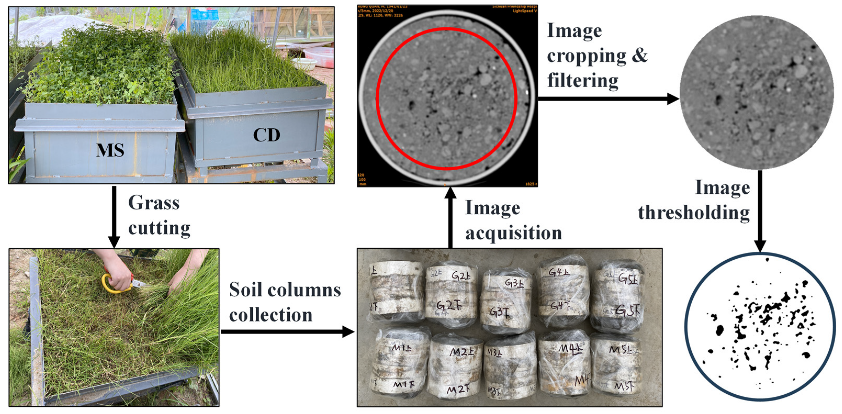 MS
CD
Image
cropping &
filtering
Grass
cutting
Image
acquisition
Image
thresholding
Soil columns
collection
G2上 G3上 G4上 G5上
G2下 G3下 G4下 G5下
M1上 M2上 M3上 M4上 M5上
M1下 M2下 M5下